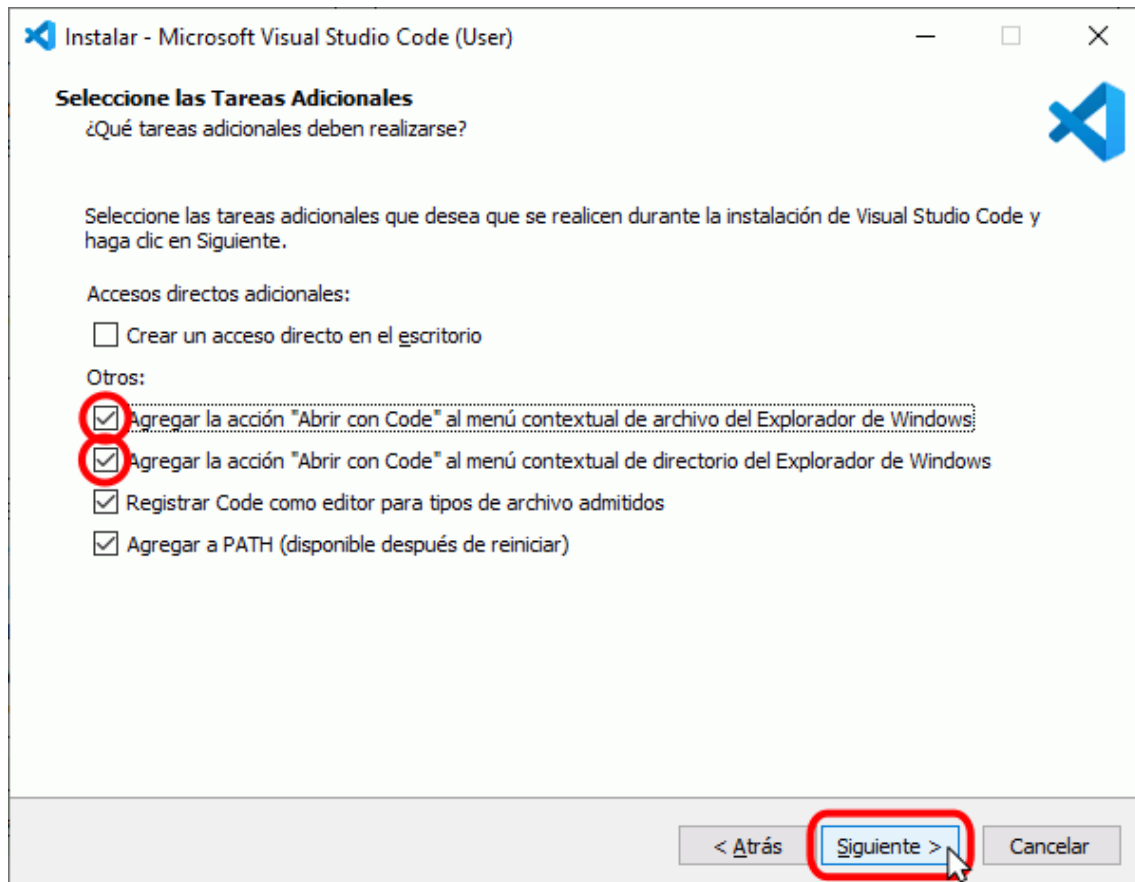 Instalar - Microsoft Visual Studio Code (User)
Seleccione las Tareas Adicionales
¿Qué tareas adicionales deben realizarse?
Seleccione las tareas adicionales que desea que se realicen durante la instalación de Visual Studio Code y
haga clic en Siguiente.
Accesos directos adicionales:
Crear un acceso directo en el escritorio
Otros:
Agregar la acción "Abrir con Code" al menú contextual de archivo del Explorador de Windows
Agregar la acción "Abrir con Code" al menú contextual de directorio del Explorador de Windows
Registrar Code como editor para tipos de archivo admitidos
Agregar a PATH (disponible después de reiniciar)
< Atrás Siguiente > Cancelar